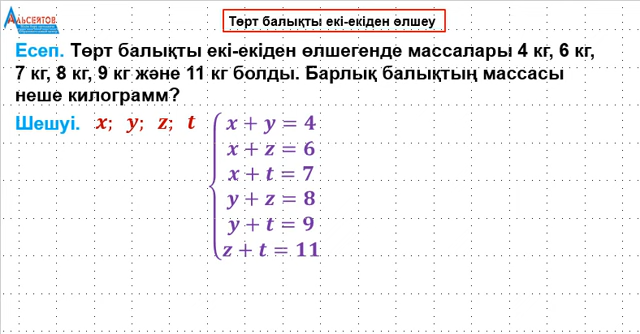 АЛЬСЕИТОВ
Төрт балықты екі-екіден өлшеу
Есеп. Төрт балықты екі-екіден өлшегенде массалары 4 кг, 6 кг,
7 кг, 8 кг, 9 кг және 11 кг болды. Барлық балықтың массасы
неше килограмм?
Шешуі. x; y; z; t
x + y = 4
x + z = 6
x + t = 7
y + z = 8
y + t = 9
z + t = 11